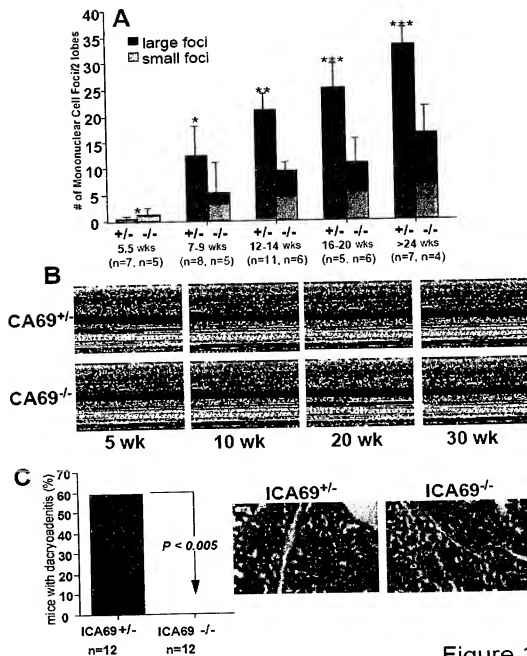 A
# of Mononuclear Cell Foci/2 lobes
40
35
30
25
20
15
10
5
0
large foci
small foci
* * ** *** ***
+/- -/- +/- -/- +/- -/- +/- -/- +/- -/-
5.5 wks 7-9 wks 12-14 wks 16-20 wks >24 wks
(n=7, n=5) (n=8, n=5) (n=11, n=6) (n=5, n=6) (n=7, n=4)
B
CA69+/-
CA69-/-
5 wk 10 wk 20 wk 30 wk
C
mice with dacryoadenitis (%)
70
60
50
40
30
20
10
0
P < 0.005
ICA69 +/- ICA69 -/-
n=12 n=12
ICA69+/- ICA69-/-
Figure 1